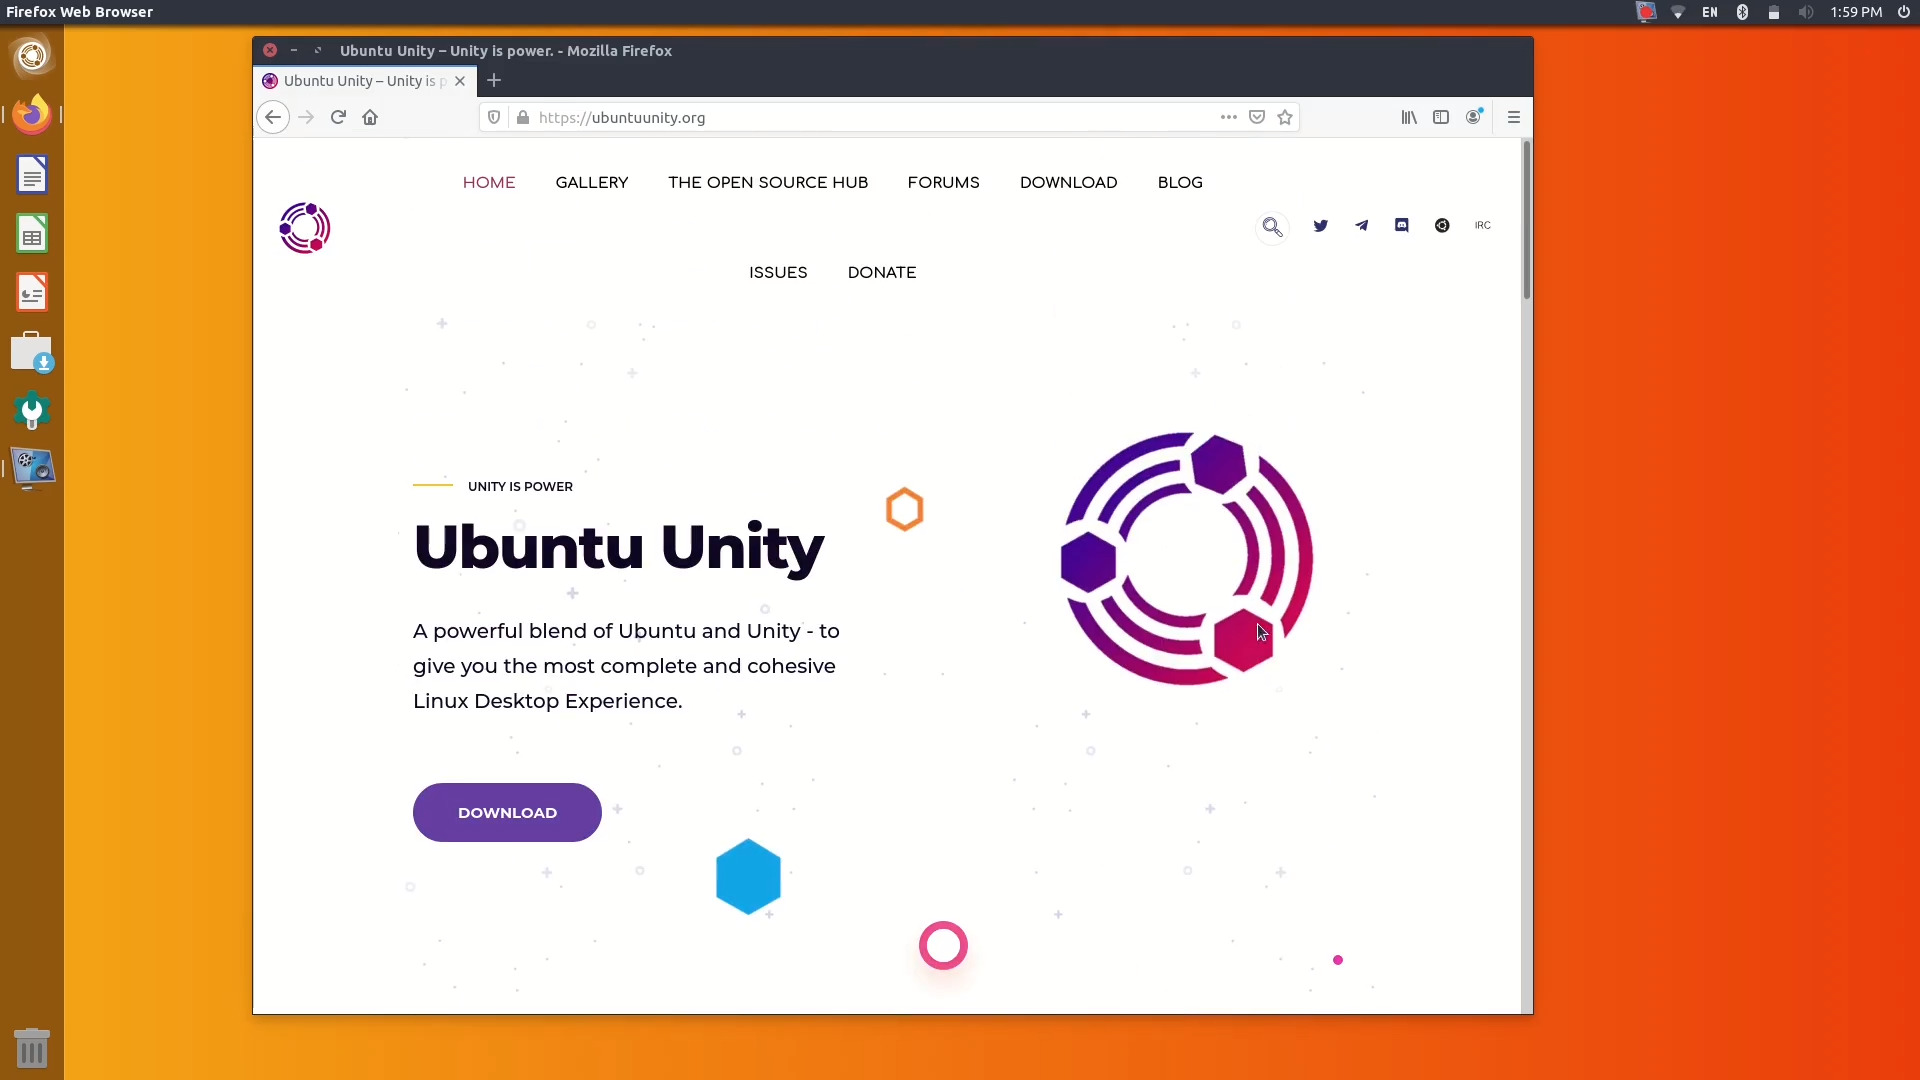 Firefox Web Browser
EN
1:59 PM
Ubuntu Unity – Unity is power. - Mozilla Firefox
Ubuntu Unity – Unity is p
https://ubuntuunity.org
HOME GALLERY THE OPEN SOURCE HUB FORUMS DOWNLOAD BLOG
IRC
ISSUES DONATE
UNITY IS POWER
Ubuntu Unity
A powerful blend of Ubuntu and Unity - to
give you the most complete and cohesive
Linux Desktop Experience.
DOWNLOAD